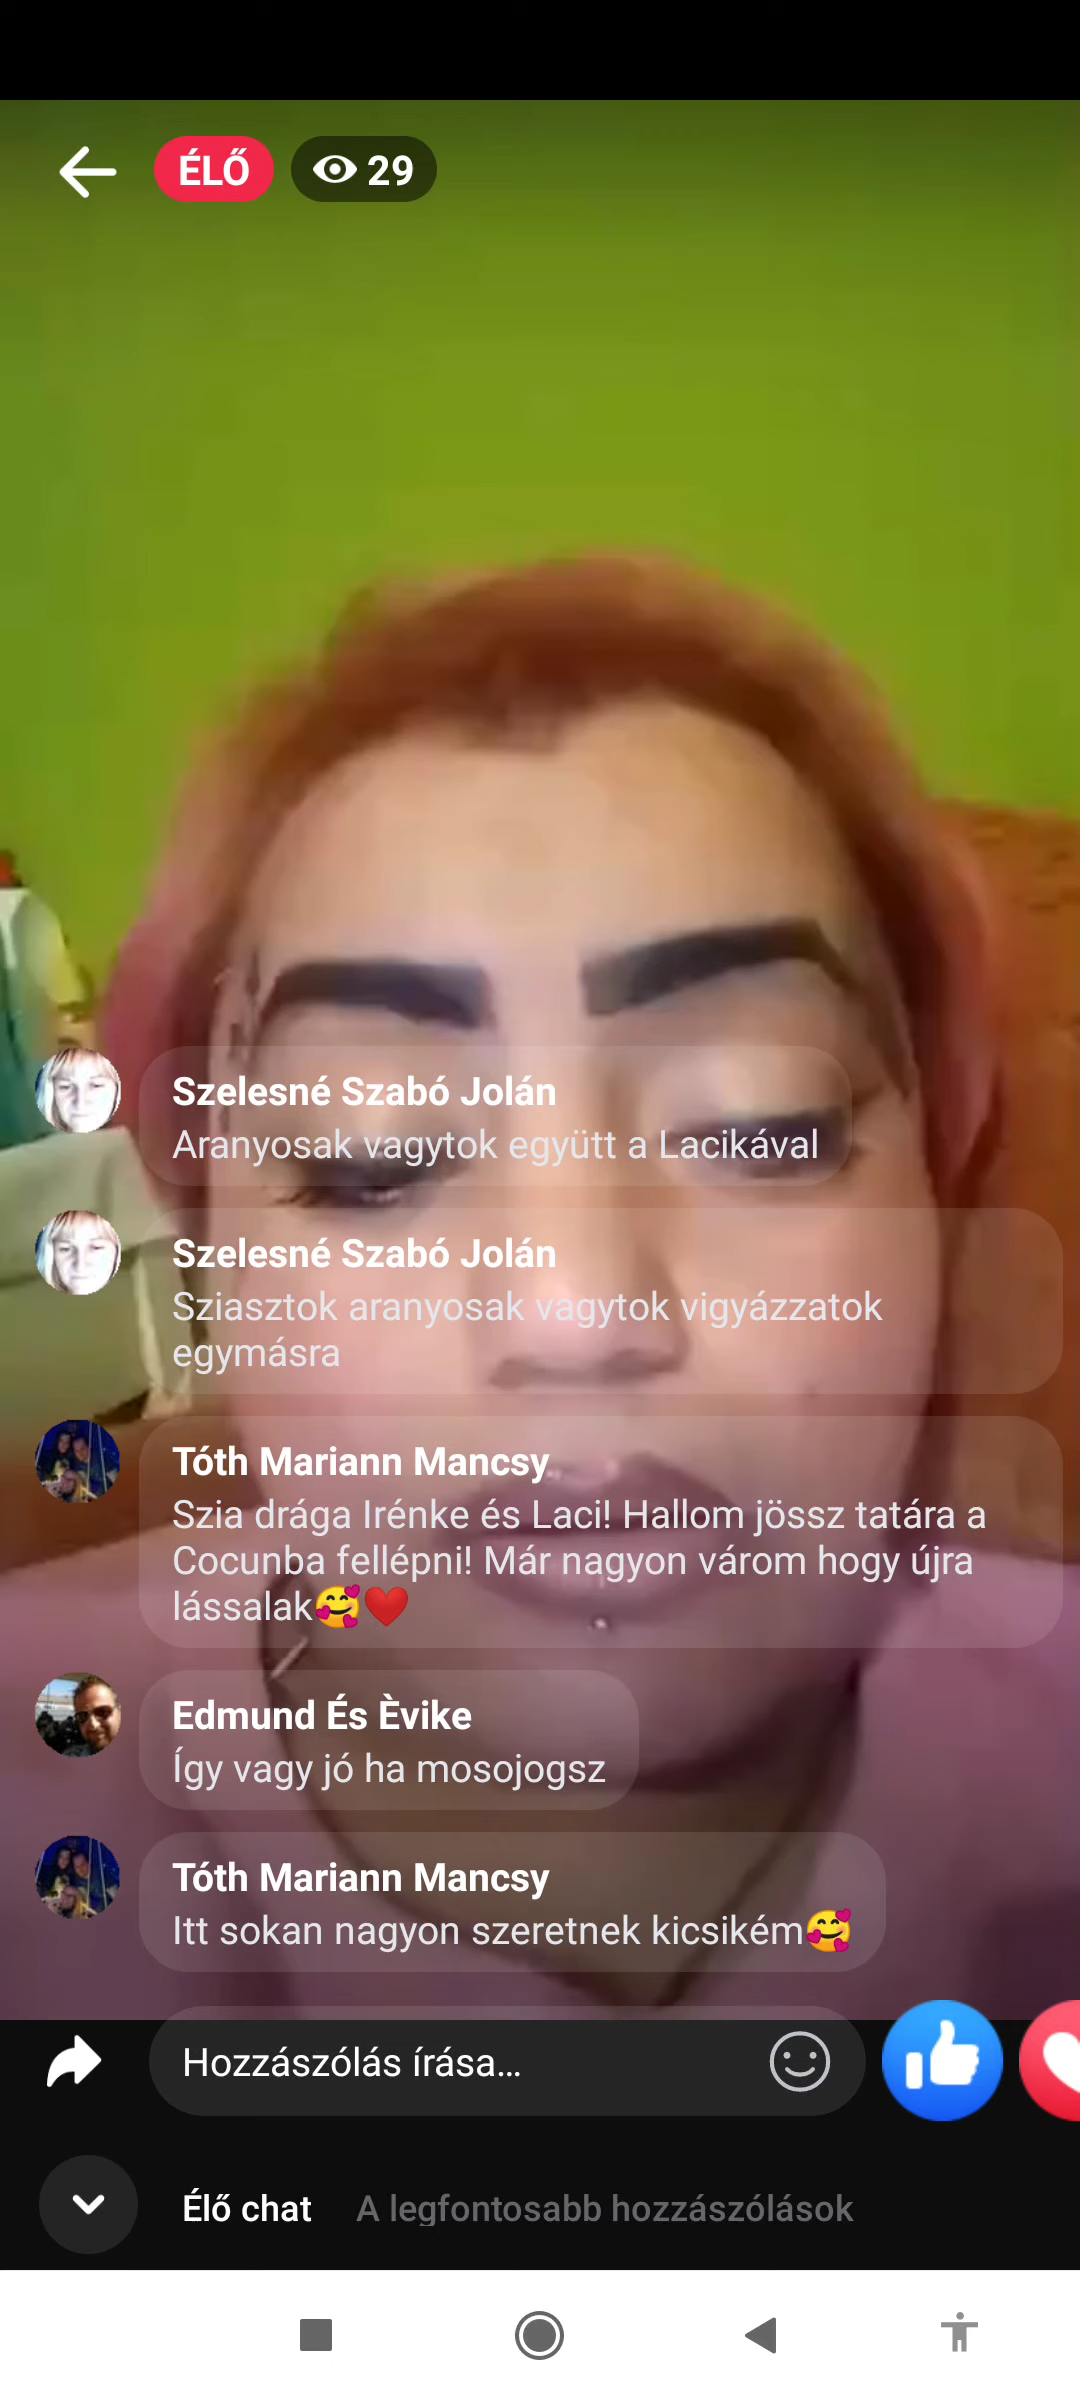 ÉLŐ
29
Szelesné Szabó Jolán
Aranyosak vagytok együtt a Lacikával
Szelesné Szabó Jolán
Sziasztok aranyosak vagytok vigyázzatok
egymásra
Tóth Mariann Mancsy
Szia drága Irénke és Laci! Hallom jössz tatára a
Cocunba fellépni! Már nagyon várom hogy újra
lássalak🥰❤️
Edmund És Èvike
Így vagy jó ha mosojogsz
Tóth Mariann Mancsy
Itt sokan nagyon szeretnek kicsikém🥰
Hozzászólás írása...
Élő chat
A legfontosabb hozzászólások